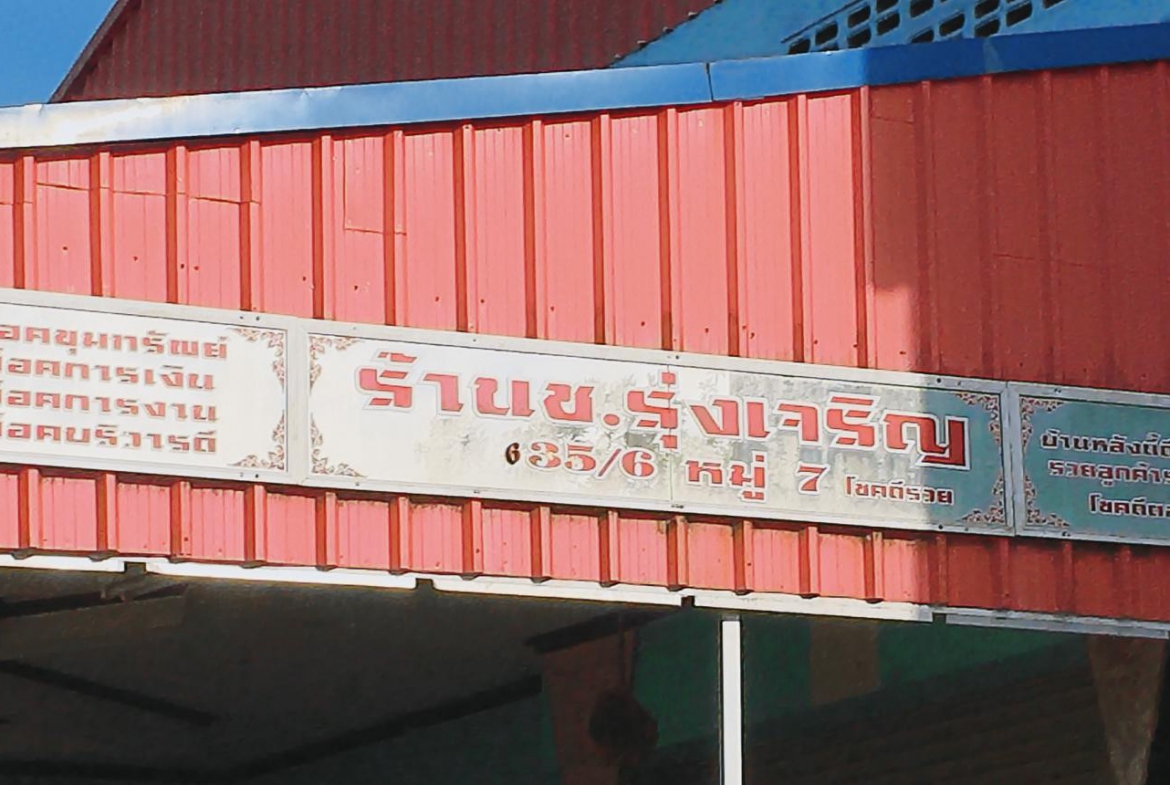 อคขุมทรัพย์
อคการเงิน
อคการงาน
อคบริวารดี
ร้านช.รุ่งเจริญ
635/6 หมู่ 7 โชคดีรวย
บ้านหลังนี้
รวยลูกค้า
โชคดี